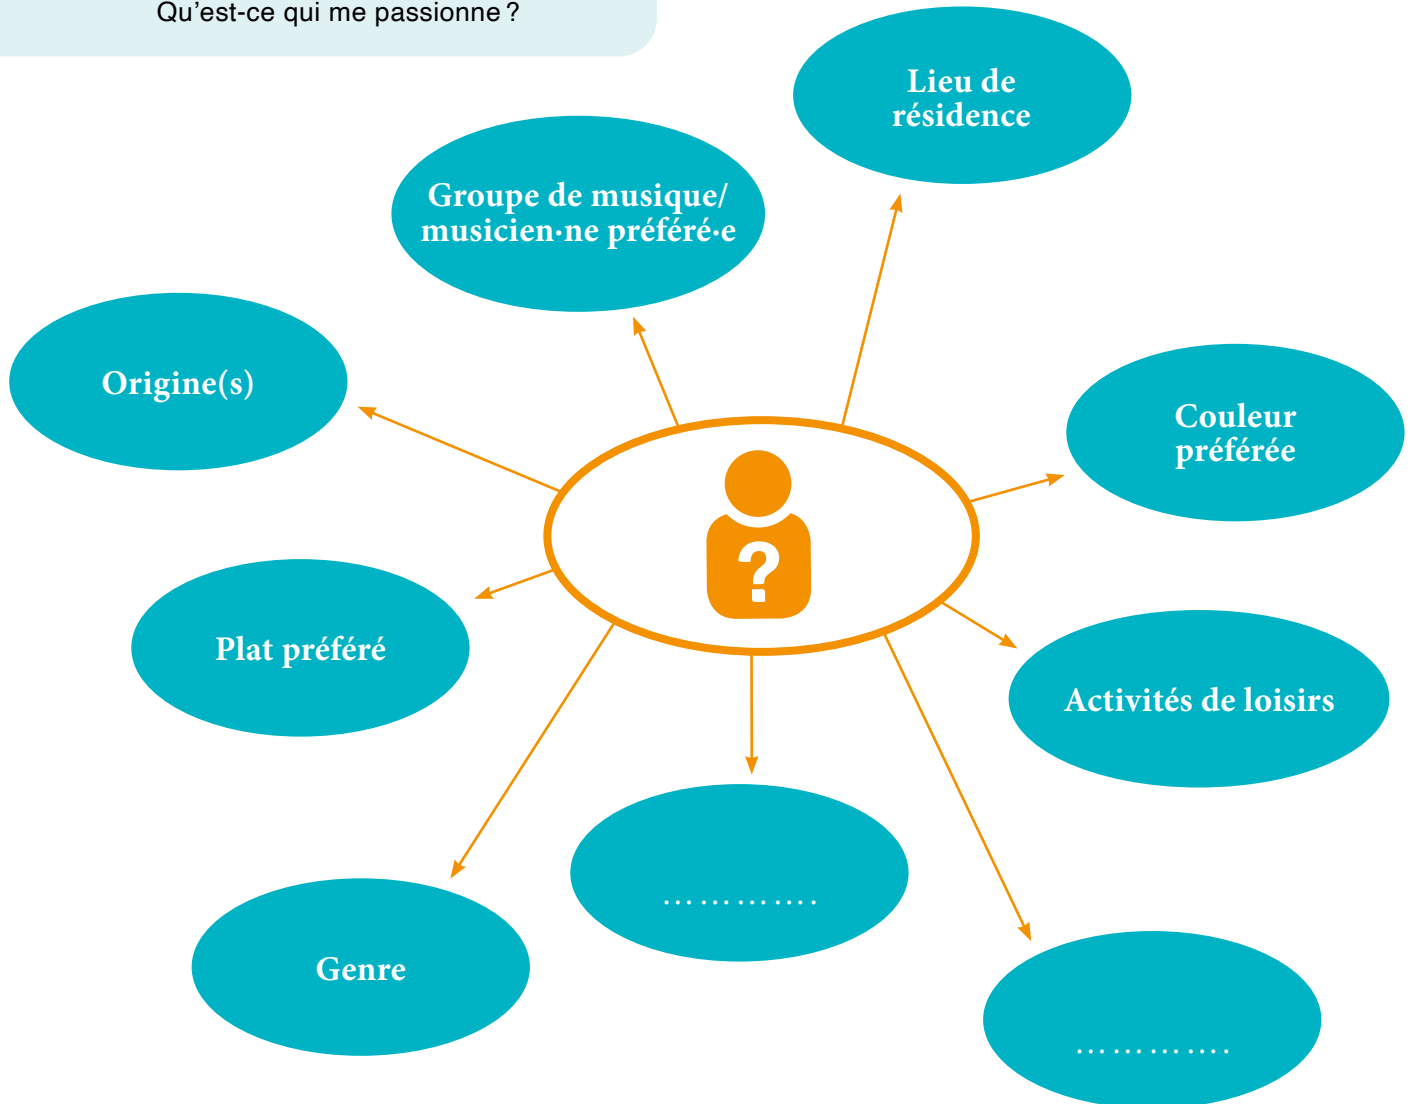 Qu'est-ce qui me passionne ?
Lieu de
résidence
Groupe de musique/
musicien·ne préféré·e
Origine(s)
Couleur
préférée
?
Plat préféré
Activités de loisirs
.............
Genre
.............